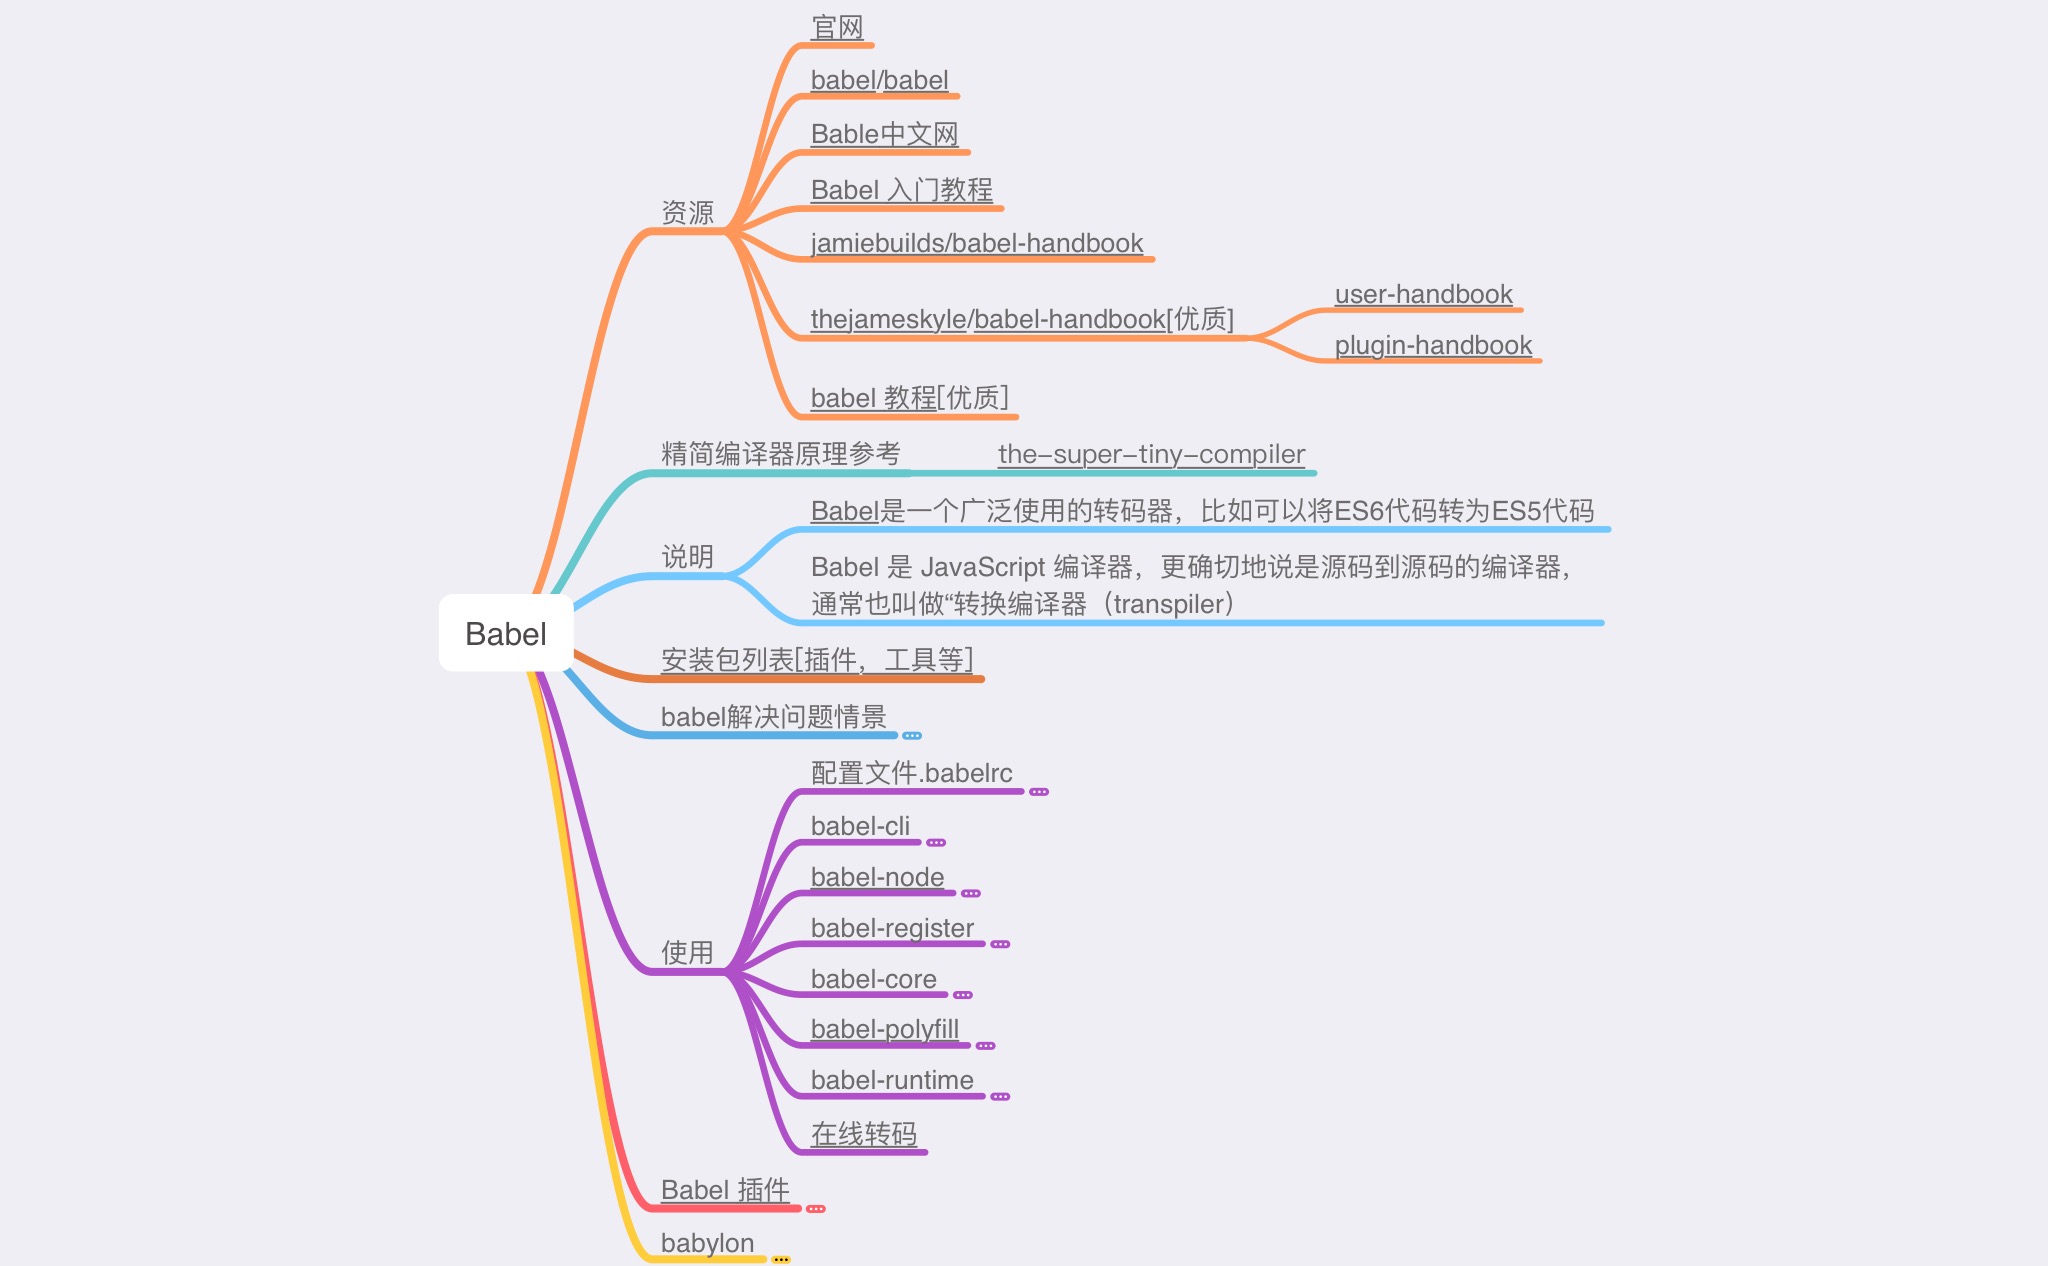 官网
babel/babel
Bable中文网
Babel 入门教程
资源
jamiebuilds/babel-handbook
user-handbook
thejameskyle/babel-handbook[优质]
plugin-handbook
babel 教程[优质]
精简编译器原理参考
the-super-tiny-compiler
Babel是一个广泛使用的转码器，比如可以将ES6代码转为ES5代码
说明
Babel 是 JavaScript 编译器，更确切地说是源码到源码的编译器，
通常也叫做“转换编译器（transpiler）
Babel
安装包列表[插件，工具等]
babel解决问题情景
配置文件.babelrc
babel-cli
babel-node
babel-register
使用
babel-core
babel-polyfill
babel-runtime
在线转码
Babel 插件
babylon